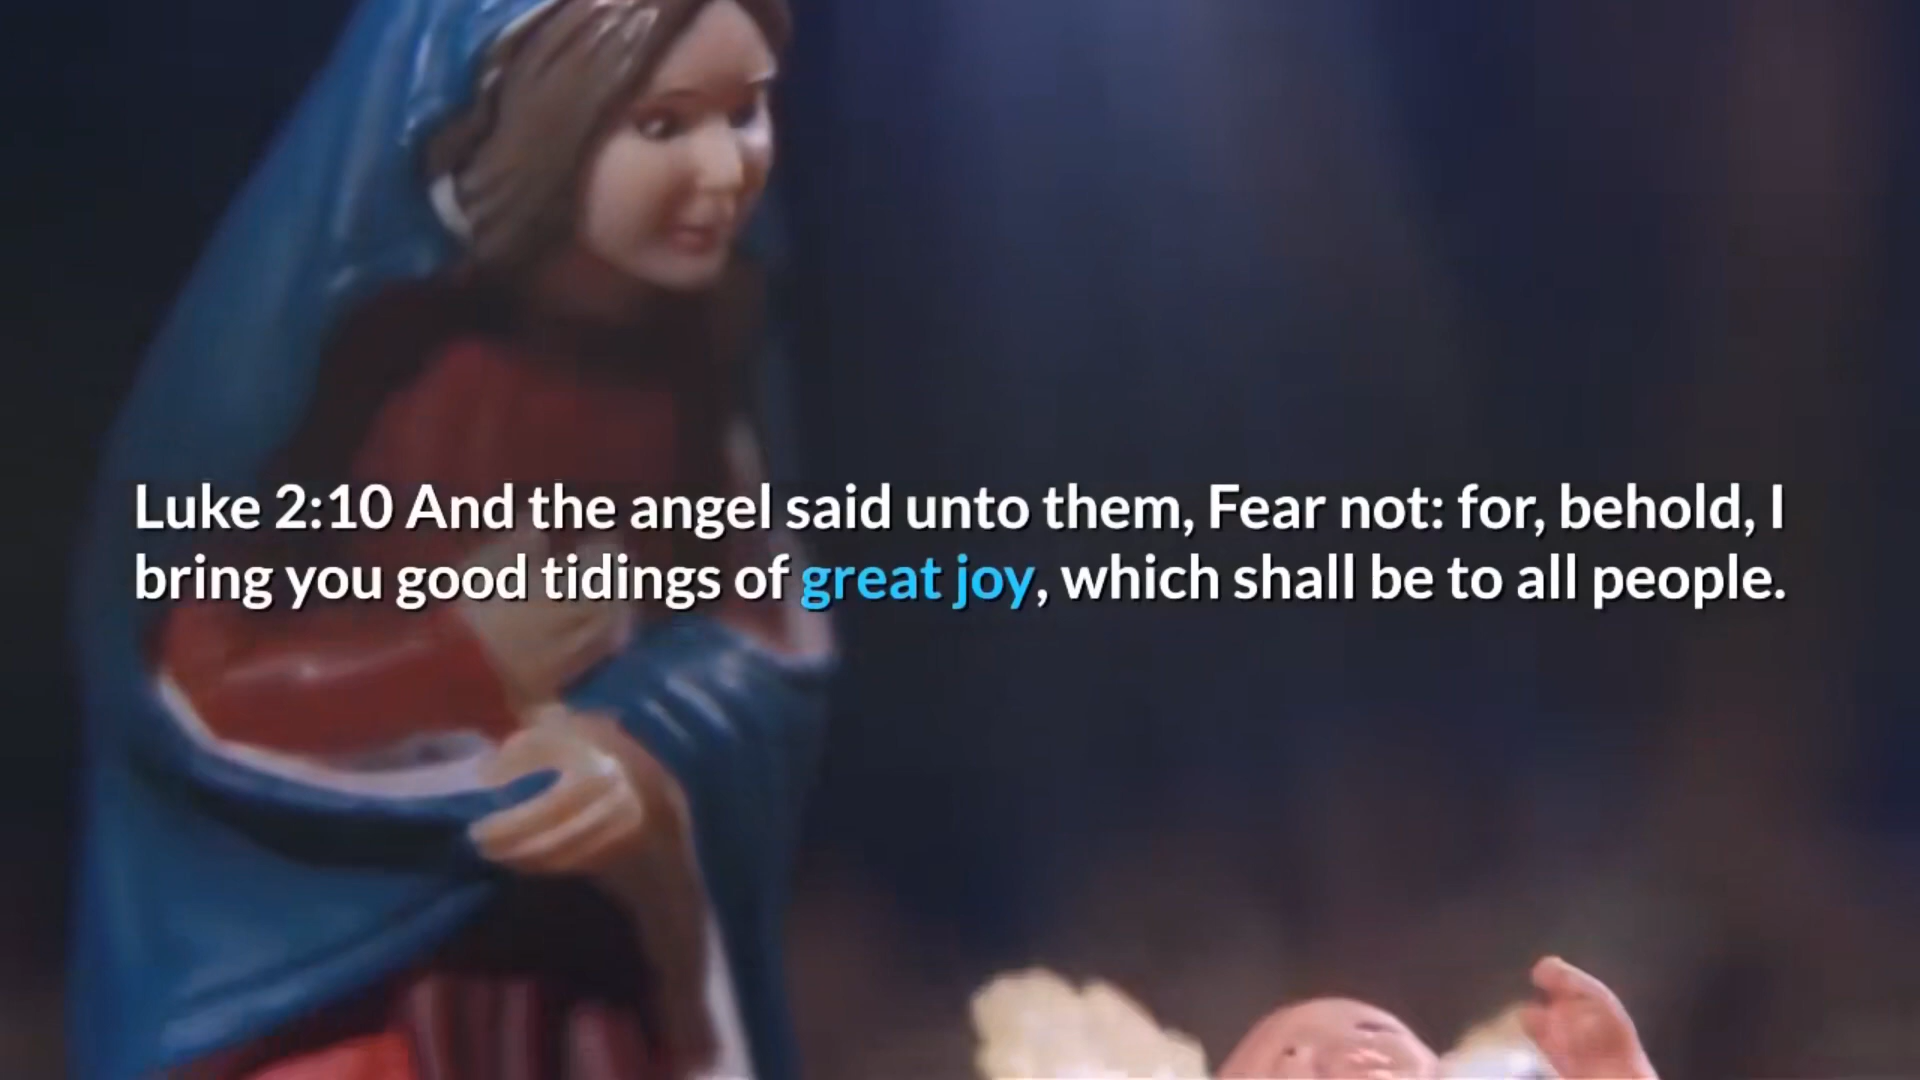 Luke 2:10 And the angel said unto them, Fear not: for, behold, I
bring you good tidings of great joy, which shall be to all people.